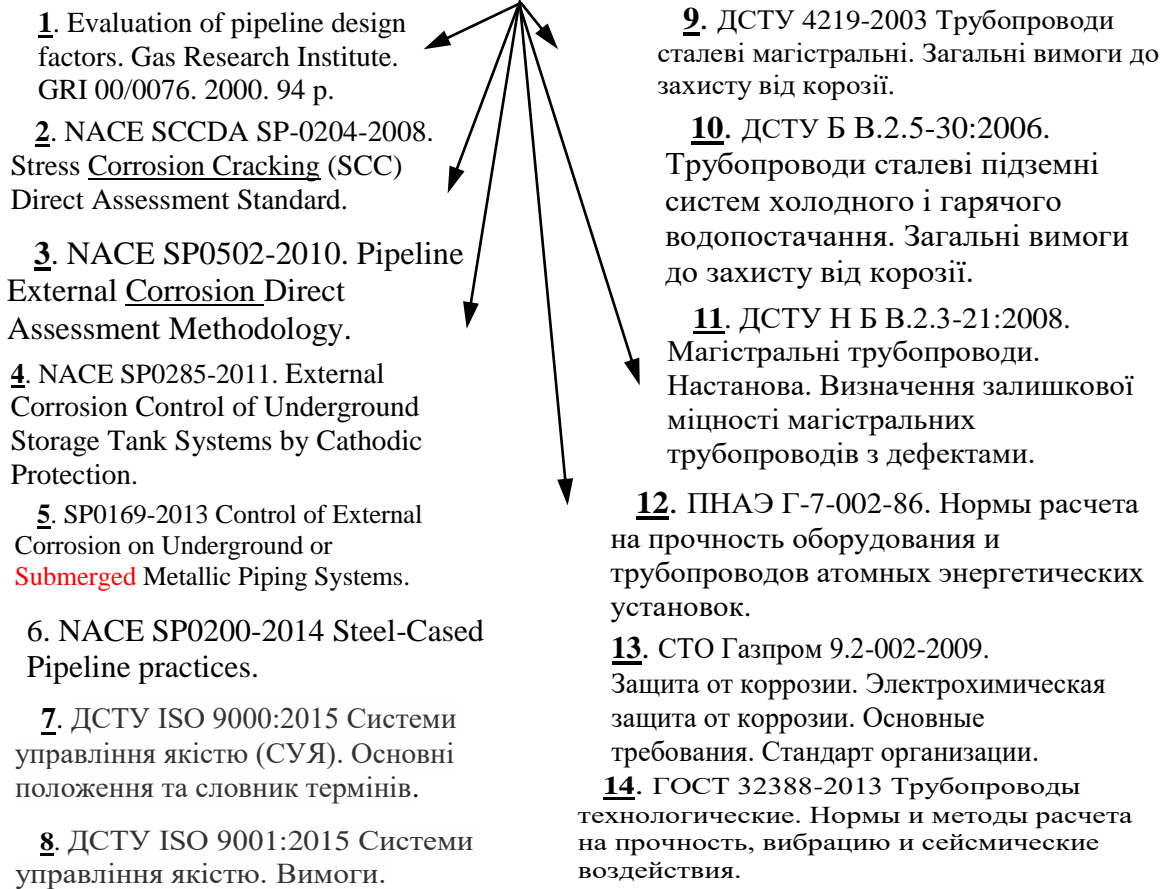 1. Evaluation of pipeline design
factors. Gas Research Institute.
GRI 00/0076. 2000. 94 p.
2. NACE SCCDA SP-0204-2008.
Stress Corrosion Cracking (SCC)
Direct Assessment Standard.
3. NACE SP0502-2010. Pipeline
External Corrosion Direct
Assessment Methodology.
4. NACE SP0285-2011. External
Corrosion Control of Underground
Storage Tank Systems by Cathodic
Protection.
5. SP0169-2013 Control of External
Corrosion on Underground or
Submerged Metallic Piping Systems.
6. NACE SP0200-2014 Steel-Cased
Pipeline practices.
7. ДСТУ ISO 9000:2015 Системи
управління якістю (СУЯ). Основні
положення та словник термінів.
8. ДСТУ ISO 9001:2015 Системи
управління якістю. Вимоги.
9. ДСТУ 4219-2003 Трубопроводи
сталеві магістральні. Загальні вимоги до
захисту від корозії.
10. ДСТУ Б В.2.5-30:2006.
Трубопроводи сталеві підземні
систем холодного і гарячого
водопостачання. Загальні вимоги
до захисту від корозії.
11. ДСТУ Н Б В.2.3-21:2008.
Магістральні трубопроводи.
Настанова. Визначення залишкової
міцності магістральних
трубопроводів з дефектами.
12. ПНАЭ Г-7-002-86. Нормы расчета
на прочность оборудования и
трубопроводов атомных энергетических
установок.
13. СТО Газпром 9.2-002-2009.
Защита от коррозии. Электрохимическая
защита от коррозии. Основные
требования. Стандарт организации.
14. ГОСТ 32388-2013 Трубопроводы
технологические. Нормы и методы расчета
на прочность, вибрацию и сейсмические
воздействия.